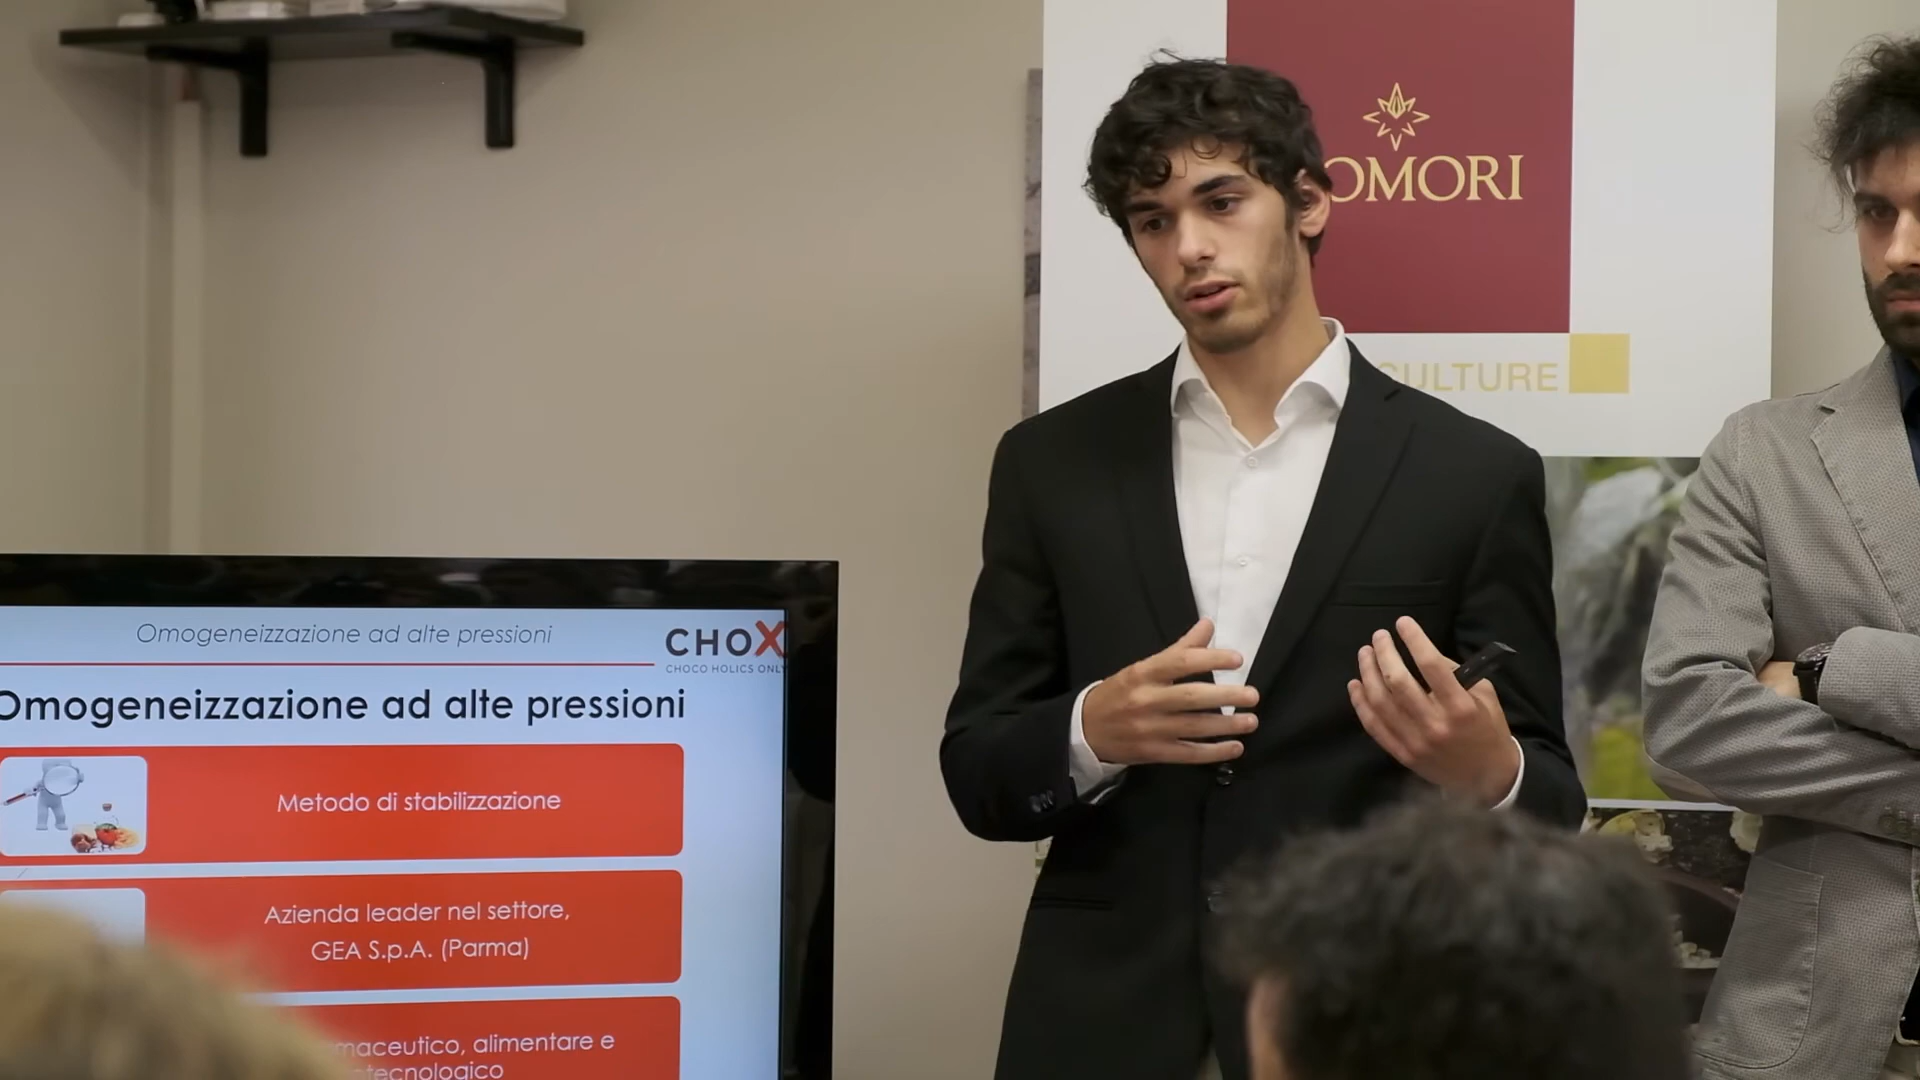 OMORI
CULTURE
Omogeneizzazione ad alte pressioni
CHOX
CHOCO HOLICS ONLY
Omogeneizzazione ad alte pressioni
Metodo di stabilizzazione
Azienda leader nel settore,
GEA S.p.A. (Parma)
maceutico, alimentare e
tecnologico